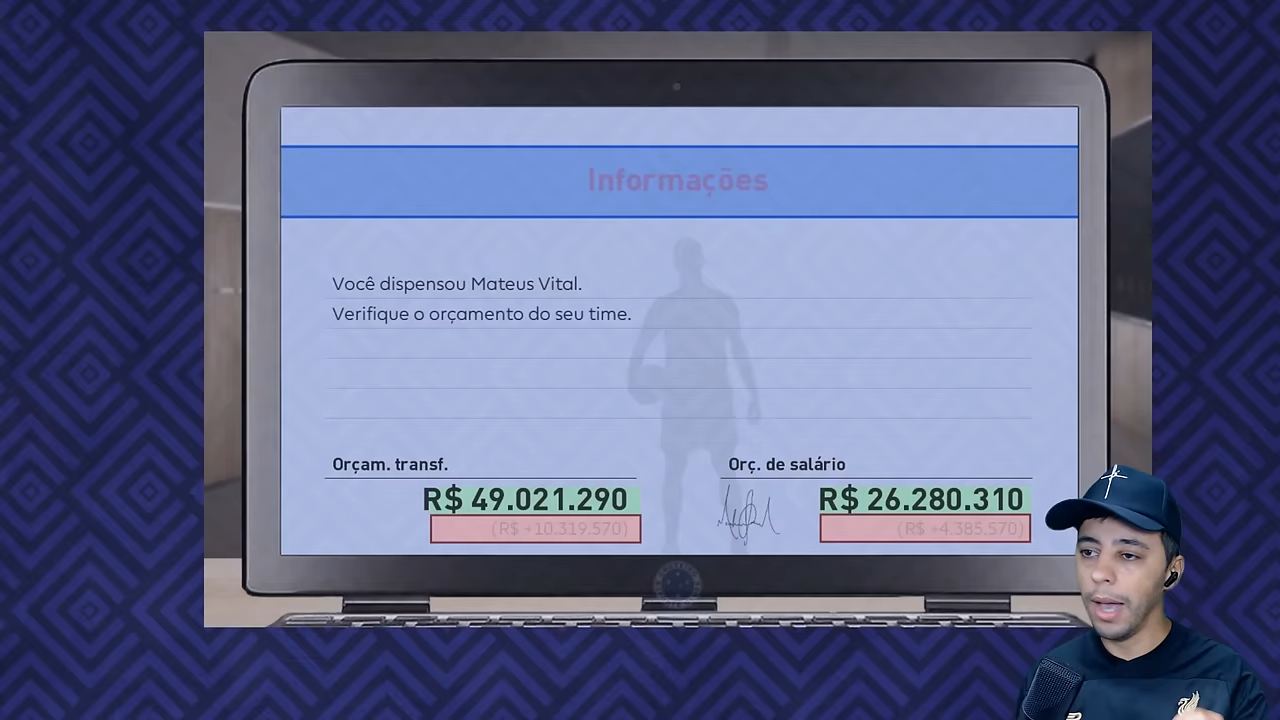 Informações
Você dispensou Mateus Vital.
Verifique o orçamento do seu time.
Orçam. transf.
R$ 49.021.290
(R$ +10.319.570)
Orç. de salário
R$ 26.280.310
(R$ +4.385.570)